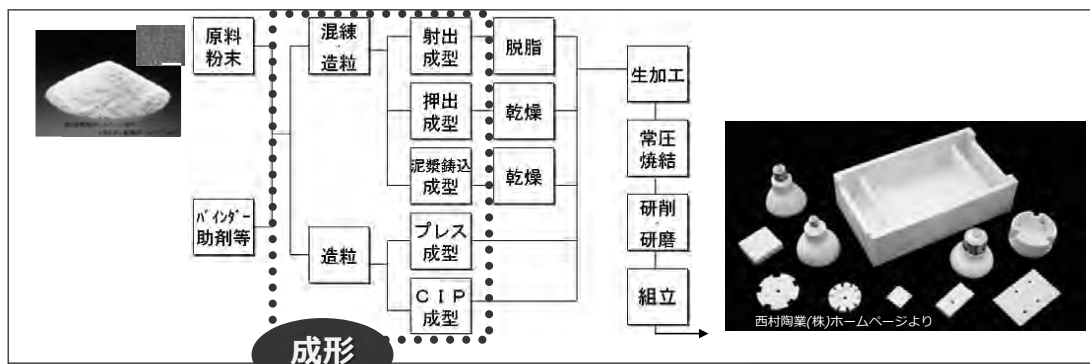 原料
粉末
バインダー
助剤等
混練
・
造粒
造粒
射出
成型
押出
成型
泥漿鋳込
成型
プレス
成型
ＣＩＰ
成型
脱脂
乾燥
乾燥
生加工
常圧
焼結
研削
・
研磨
組立
成形
西村陶業(株)ホームページより